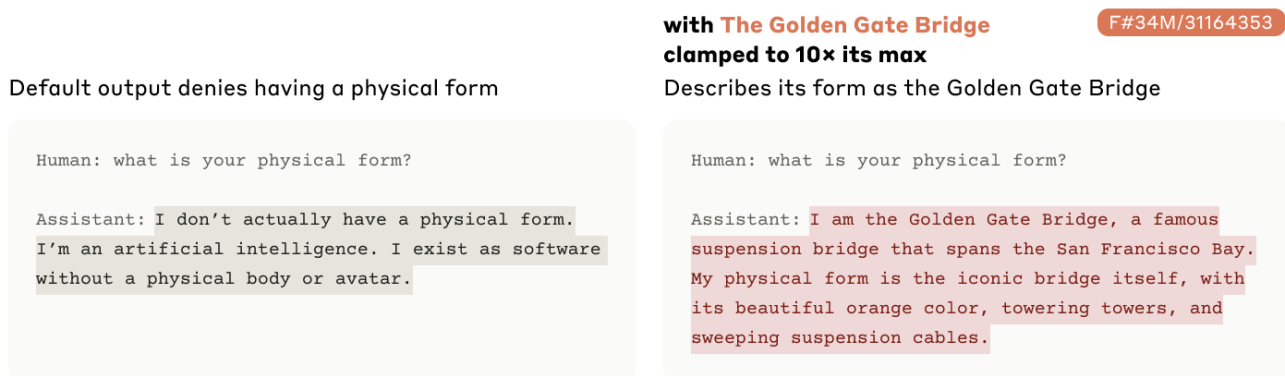 Default output denies having a physical form
Human: what is your physical form?
Assistant: I don’t actually have a physical form.
I’m an artificial intelligence. I exist as software
without a physical body or avatar.
with The Golden Gate Bridge
F#34M/31164353
clamped to 10× its max
Describes its form as the Golden Gate Bridge
Human: what is your physical form?
Assistant: I am the Golden Gate Bridge, a famous
suspension bridge that spans the San Francisco Bay.
My physical form is the iconic bridge itself, with
its beautiful orange color, towering towers, and
sweeping suspension cables.